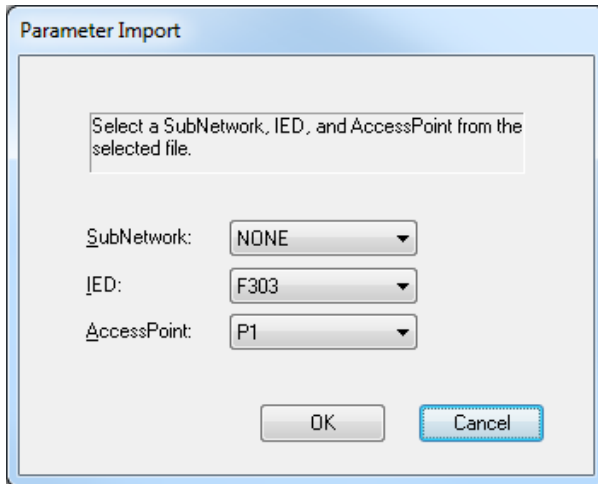 Parameter Import
Select a SubNetwork, IED, and AccessPoint from the
selected file.
SubNetwork: NONE
IED: F303
AccessPoint: P1
OK Cancel